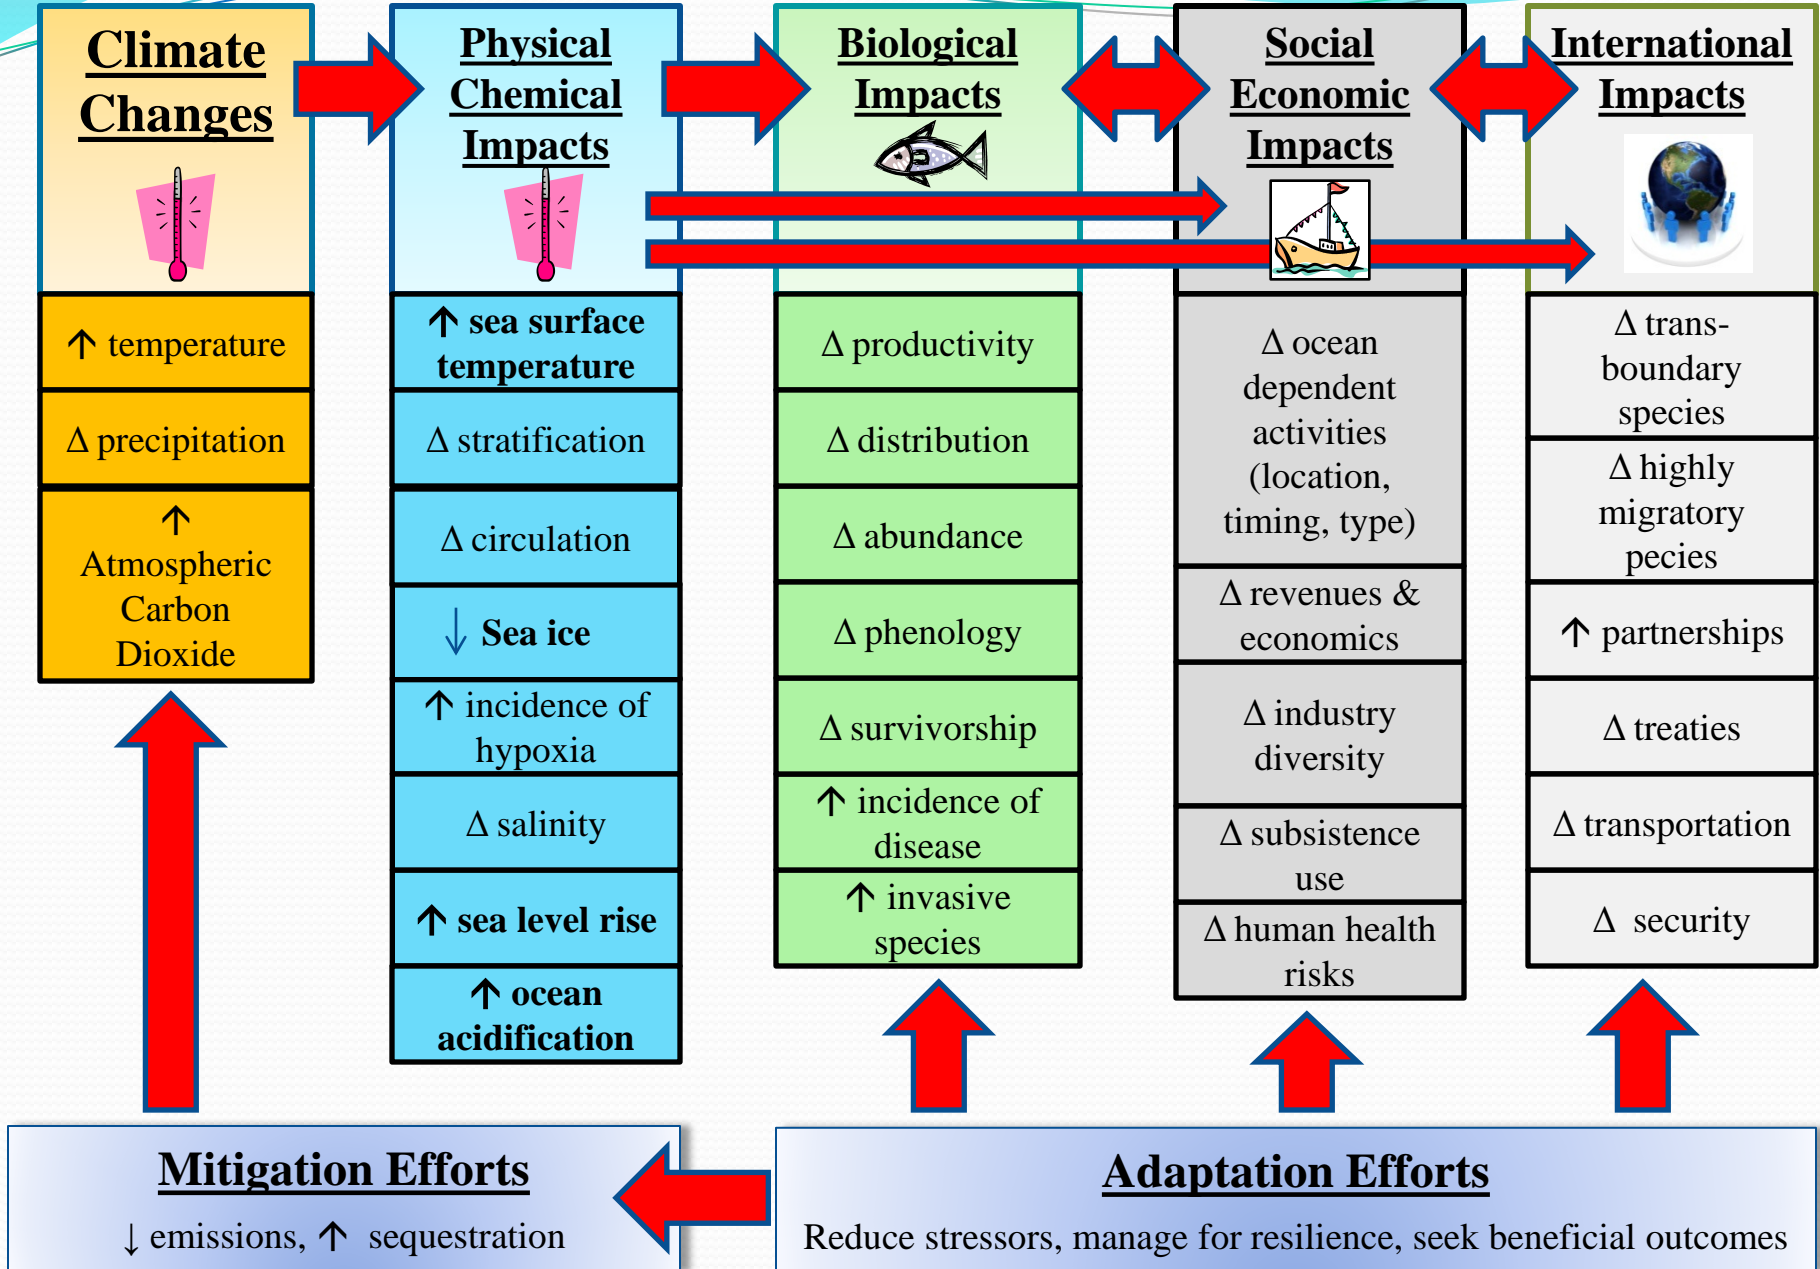 Climate
Changes
↑ temperature
Δ precipitation
↑
Atmospheric
Carbon
Dioxide
Physical
Chemical
Impacts
↑ sea surface
temperature
Δ stratification
Δ circulation
↓ Sea ice
↑ incidence of
hypoxia
Δ salinity
↑ sea level rise
↑ ocean
acidification
Biological
Impacts
Δ productivity
Δ distribution
Δ abundance
Δ phenology
Δ survivorship
↑ incidence of
disease
↑ invasive
species
Social
Economic
Impacts
Δ ocean
dependent
activities
(location,
timing, type)
Δ revenues &
economics
Δ industry
diversity
Δ subsistence
use
Δ human health
risks
International
Impacts
Δ trans-
boundary
species
Δ highly
migratory
pecies
↑ partnerships
Δ treaties
Δ transportation
Δ security
Mitigation Efforts
↓ emissions, ↑ sequestration
Adaptation Efforts
Reduce stressors, manage for resilience, seek beneficial outcomes